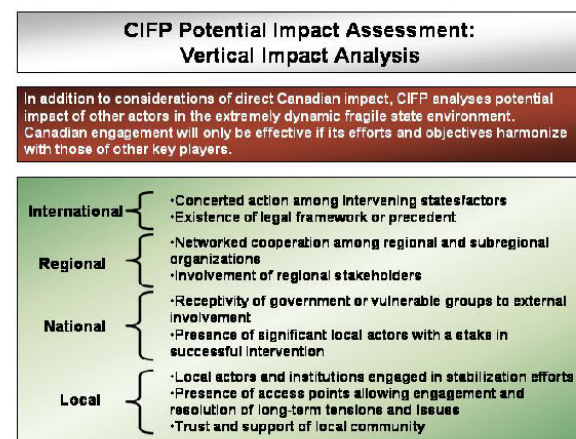 CIFP Potential Impact Assessment:
Vertical Impact Analysis
In addition to considerations of direct Canadian impact, CIFP analyses potential
impact of other actors in the extremely dynamic fragile state environment.
Canadian engagement will only be effective if its efforts and objectives harmonize
with those of other key players.
International
•Concerted action among intervening states/actors
•Existence of legal framework or precedent
Regional
•Networked cooperation among regional and subregional
organizations
•Involvement of regional stakeholders
National
•Receptivity of government or vulnerable groups to external
involvement
•Presence of significant local actors with a stake in
successful intervention
Local
•Local actors and institutions engaged in stabilization efforts
•Presence of access points allowing engagement and
resolution of long-term tensions and issues
•Trust and support of local community